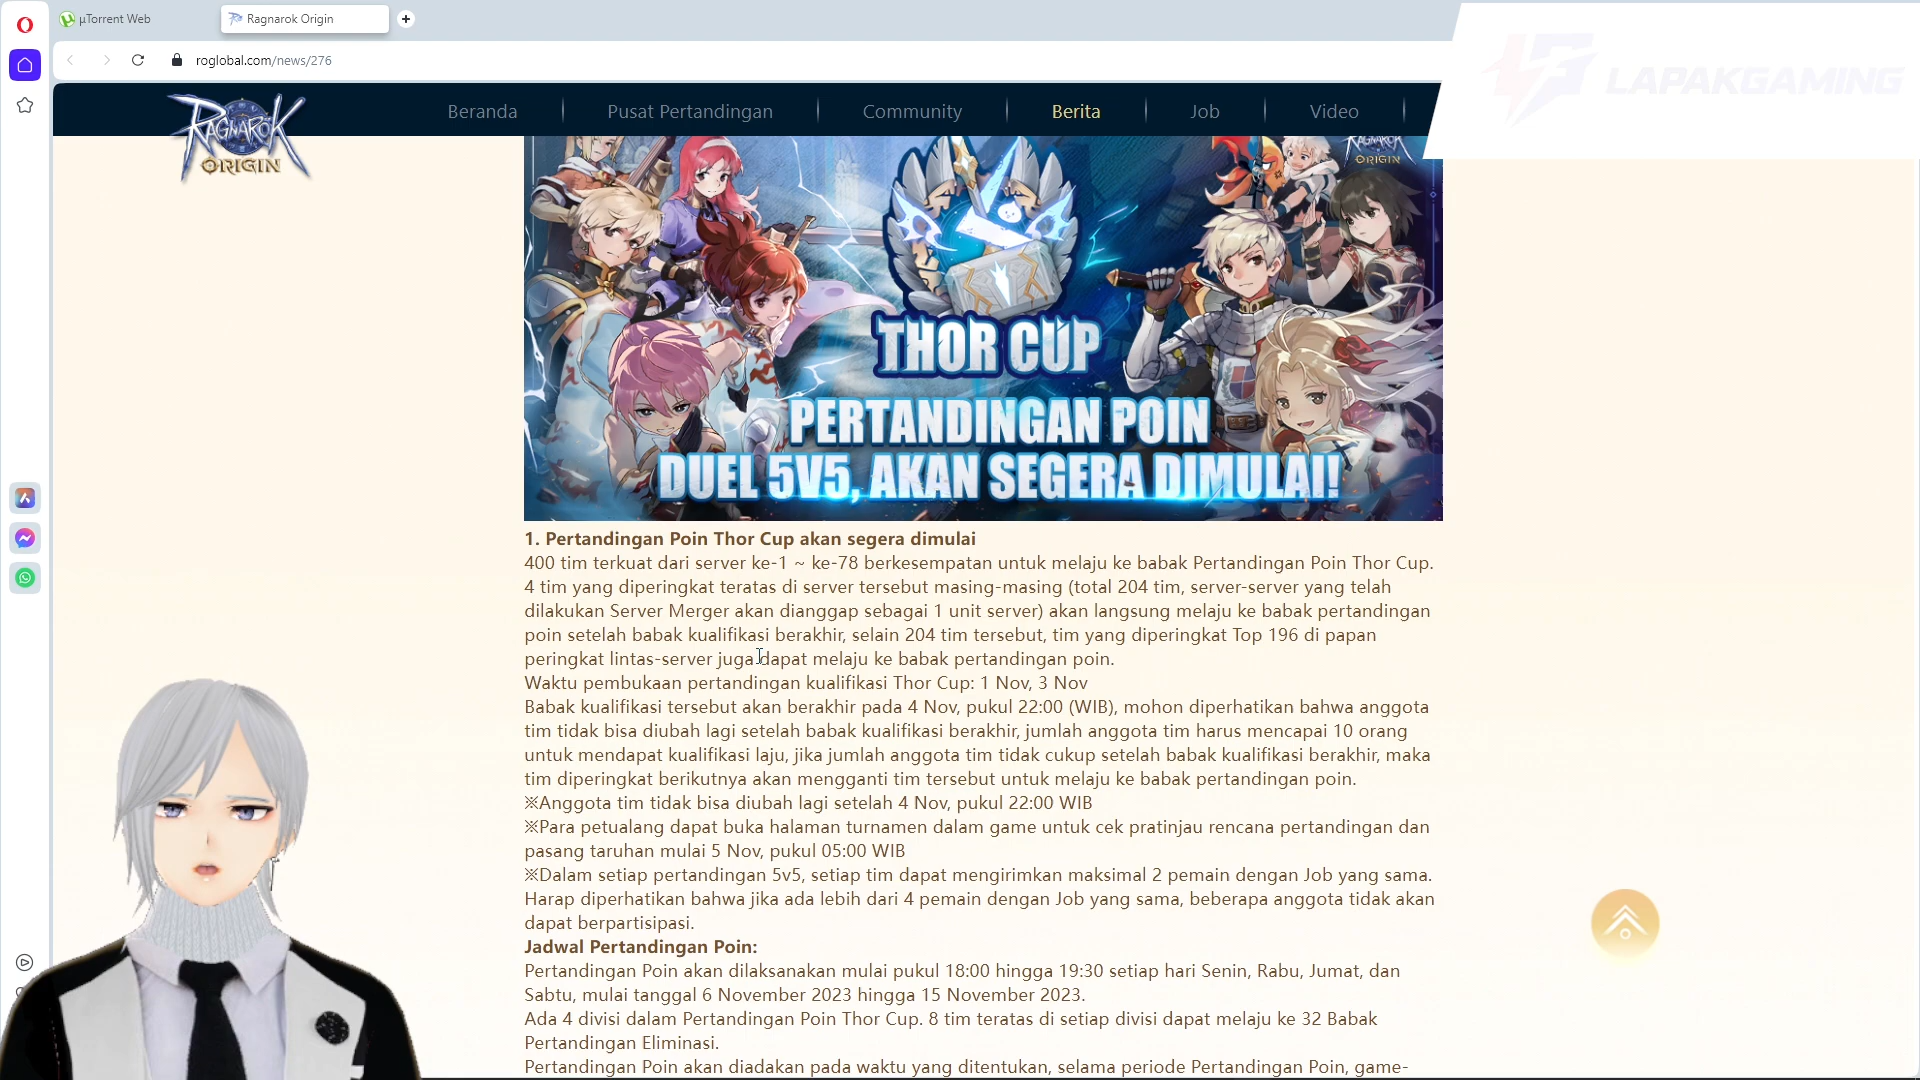 µTorrent Web
Ragnarok Origin
roglobal.com/news/276
LAPAKGAMING
RAGNAROK
ORIGIN
Beranda
Pusat Pertandingan
Community
Berita
Job
Video
RAGNAROK
ORIGIN
THOR CUP
PERTANDINGAN POIN
DUEL 5V5, AKAN SEGERA DIMULAI!
1. Pertandingan Poin Thor Cup akan segera dimulai
400 tim terkuat dari server ke-1 ~ ke-78 berkesempatan untuk melaju ke babak Pertandingan Poin Thor Cup.
4 tim yang diperingkat teratas di server tersebut masing-masing (total 204 tim, server-server yang telah
dilakukan Server Merger akan dianggap sebagai 1 unit server) akan langsung melaju ke babak pertandingan
poin setelah babak kualifikasi berakhir, selain 204 tim tersebut, tim yang diperingkat Top 196 di papan
peringkat lintas-server juga dapat melaju ke babak pertandingan poin.
Waktu pembukaan pertandingan kualifikasi Thor Cup: 1 Nov, 3 Nov
Babak kualifikasi tersebut akan berakhir pada 4 Nov, pukul 22:00 (WIB), mohon diperhatikan bahwa anggota
tim tidak bisa diubah lagi setelah babak kualifikasi berakhir, jumlah anggota tim harus mencapai 10 orang
untuk mendapat kualifikasi laju, jika jumlah anggota tim tidak cukup setelah babak kualifikasi berakhir, maka
tim diperingkat berikutnya akan mengganti tim tersebut untuk melaju ke babak pertandingan poin.
※Anggota tim tidak bisa diubah lagi setelah 4 Nov, pukul 22:00 WIB
※Para petualang dapat buka halaman turnamen dalam game untuk cek pratinjau rencana pertandingan dan
pasang taruhan mulai 5 Nov, pukul 05:00 WIB
※Dalam setiap pertandingan 5v5, setiap tim dapat mengirimkan maksimal 2 pemain dengan Job yang sama.
Harap diperhatikan bahwa jika ada lebih dari 4 pemain dengan Job yang sama, beberapa anggota tidak akan
dapat berpartisipasi.
Jadwal Pertandingan Poin:
Pertandingan Poin akan dilaksanakan mulai pukul 18:00 hingga 19:30 setiap hari Senin, Rabu, Jumat, dan
Sabtu, mulai tanggal 6 November 2023 hingga 15 November 2023.
Ada 4 divisi dalam Pertandingan Poin Thor Cup. 8 tim teratas di setiap divisi dapat melaju ke 32 Babak
Pertandingan Eliminasi.
Pertandingan Poin akan diadakan pada waktu yang ditentukan, selama periode Pertandingan Poin, game-